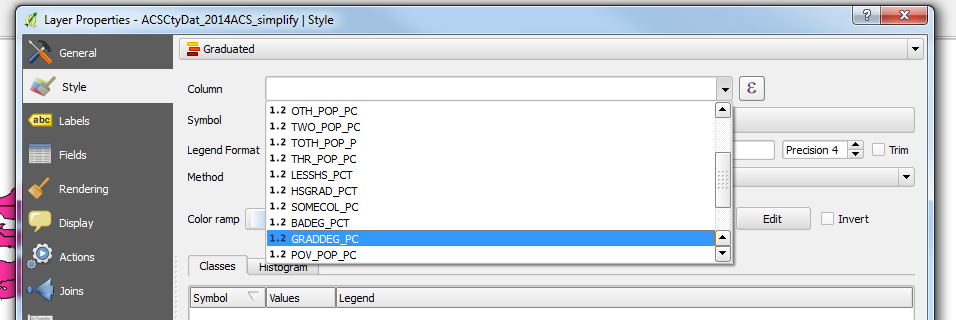 Layer Properties - ACSCtyDat_2014ACS_simplify | Style
General
Graduated
Style
Column
ε
1.2 OTH_POP_PC
Labels
Symbol
1.2 TWO_POP_PC
1.2 TOTH_POP_P
Fields
Legend Format
Precision 4
Trim
1.2 THR_POP_PC
Method
1.2 LESSHS_PCT
Rendering
1.2 HSGRAD_PCT
1.2 SOMECOL_PC
Display
Color ramp
Edit
Invert
1.2 BADEG_PCT
1.2 GRADDEG_PC
Actions
1.2 POV_POP_PC
Classes Histogram
Joins
Symbol Values Legend